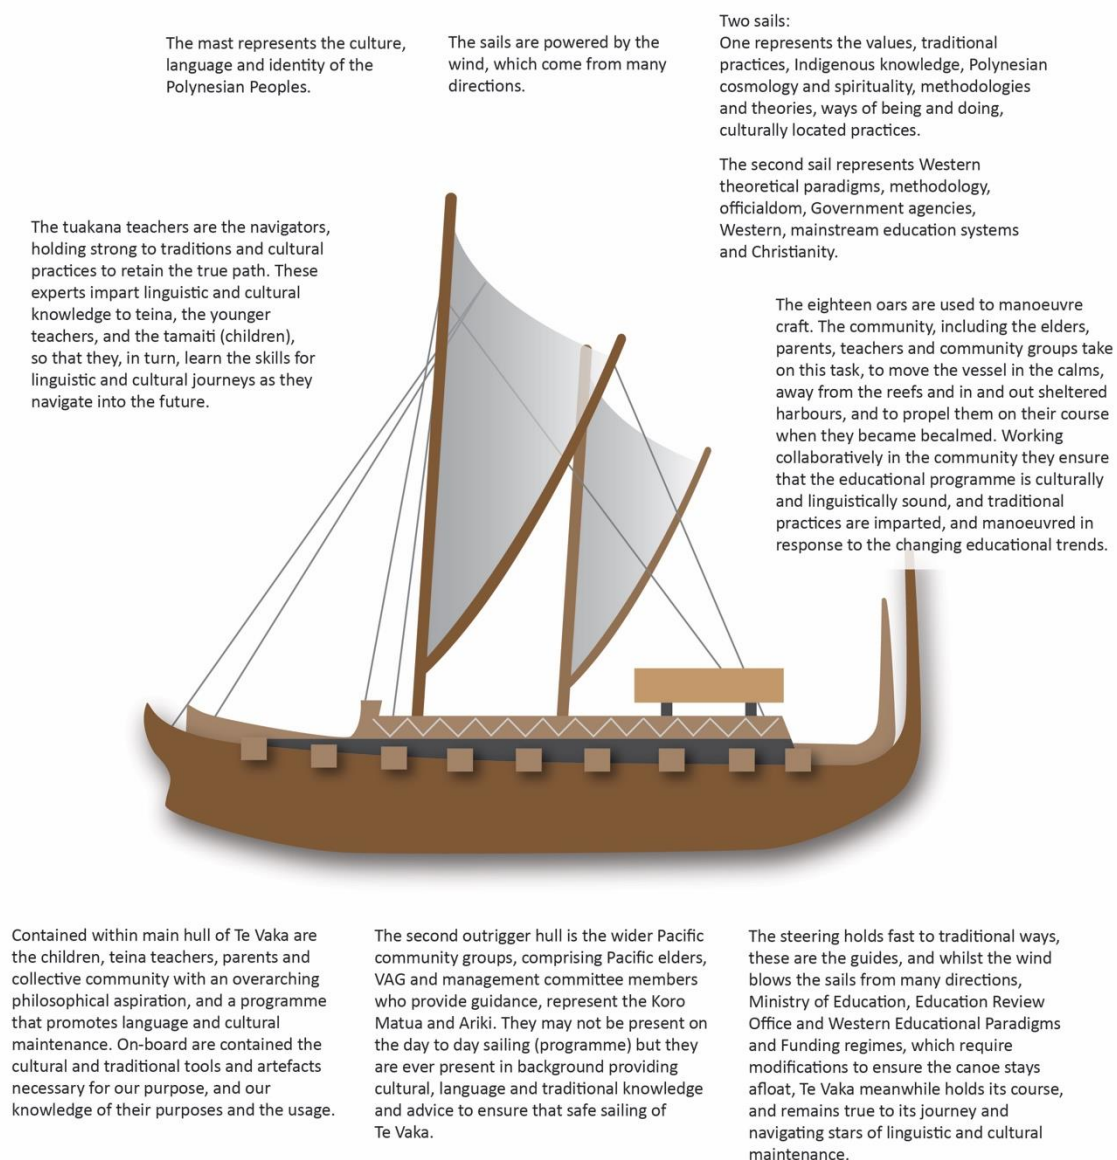 The mast represents the culture,
language and identity of the
Polynesian Peoples.
The sails are powered by the
wind, which come from many
directions.
Two sails:
One represents the values, traditional
practices, Indigenous knowledge, Polynesian
cosmology and spirituality, methodologies
and theories, ways of being and doing,
culturally located practices.
The second sail represents Western
theoretical paradigms, methodology,
officialdom, Government agencies,
Western, mainstream education systems
and Christianity.
The tuakana teachers are the navigators,
holding strong to traditions and cultural
practices to retain the true path. These
experts impart linguistic and cultural
knowledge to teina, the younger
teachers, and the tamaiti (children),
so that they, in turn, learn the skills for
linguistic and cultural journeys as they
navigate into the future.
The eighteen oars are used to manoeuvre
craft. The community, including the elders,
parents, teachers and community groups take
on this task, to move the vessel in the calms,
away from the reefs and in and out sheltered
harbours, and to propel them on their course
when they became becalmed. Working
collaboratively in the community they ensure
that the educational programme is culturally
and linguistically sound, and traditional
practices are imparted, and manoeuvred in
response to the changing educational trends.
Contained within main hull of Te Vaka are
the children, teina teachers, parents and
collective community with an overarching
philosophical aspiration, and a programme
that promotes language and cultural
maintenance. On-board are contained the
cultural and traditional tools and artefacts
necessary for our purpose, and our
knowledge of their purposes and the usage.
The second outrigger hull is the wider Pacific
community groups, comprising Pacific elders,
VAG and management committee members
who provide guidance, represent the Koro
Matua and Ariki. They may not be present on
the day to day sailing (programme) but they
are ever present in background providing
cultural, language and traditional knowledge
and advice to ensure that safe sailing of
Te Vaka.
The steering holds fast to traditional ways,
these are the guides, and whilst the wind
blows the sails from many directions,
Ministry of Education, Education Review
Office and Western Educational Paradigms
and Funding regimes, which require
modifications to ensure the canoe stays
afloat, Te Vaka meanwhile holds its course,
and remains true to its journey and
navigating stars of linguistic and cultural
maintenance.